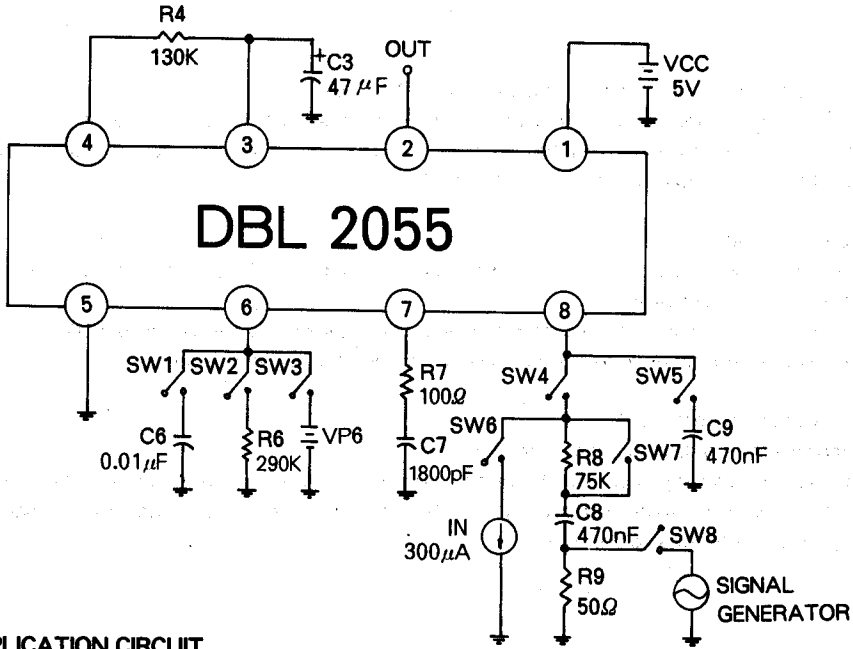 R4
130K
+
C3
47 μF
OUT
VCC
5V
4
3
2
1
DBL 2055
5
6
7
8
SW1
SW2
SW3
C6
0.01μF
R6
290K
VP6
R7
100Ω
C7
1800pF
SW4
SW5
SW6
R8
75K
SW7
C9
470nF
C8
470nF
SW8
IN
300μA
R9
50Ω
SIGNAL
GENERATOR
PLICATION CIRCUIT